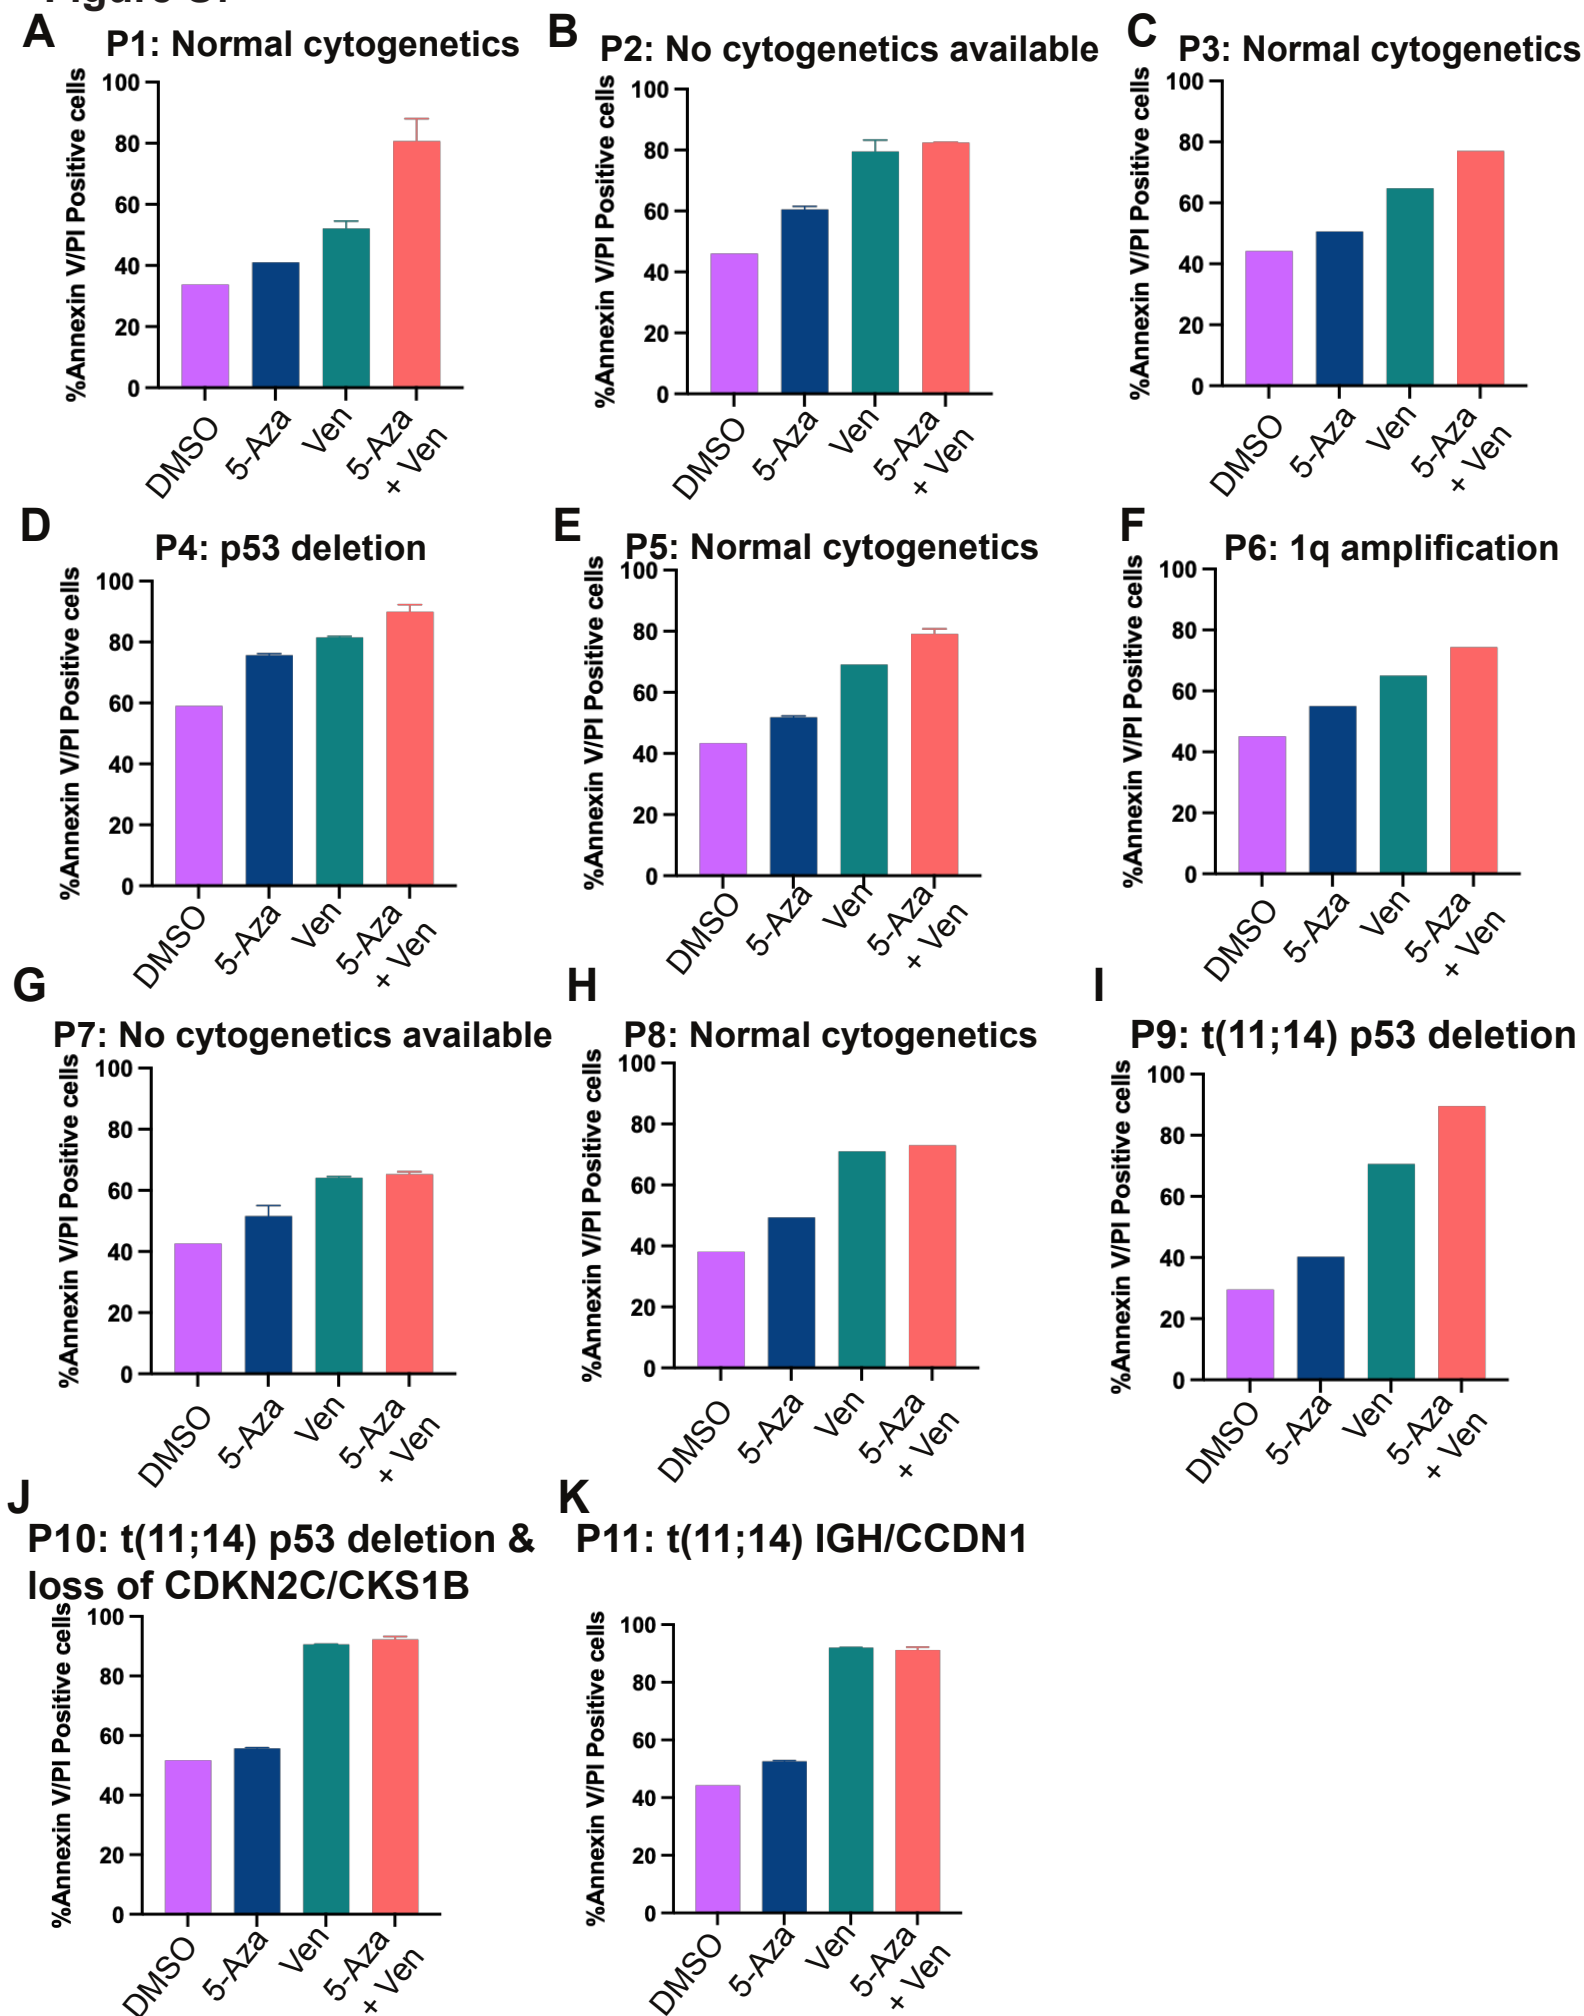 A
P1: Normal cytogenetics
%Annexin V/PI Positive cells
100
80
60
40
20
0
DMSO
5-Aza
Ven
5-Aza
+ Ven
B
P2: No cytogenetics available
%Annexin V/PI Positive cells
100
80
60
40
20
0
DMSO
5-Aza
Ven
5-Aza
+ Ven
C
P3: Normal cytogenetics
%Annexin V/PI Positive cells
100
80
60
40
20
0
DMSO
5-Aza
Ven
5-Aza
+ Ven
D
P4: p53 deletion
%Annexin V/PI Positive cells
100
80
60
40
20
0
DMSO
5-Aza
Ven
5-Aza
+ Ven
E
P5: Normal cytogenetics
%Annexin V/PI Positive cells
100
80
60
40
20
0
DMSO
5-Aza
Ven
5-Aza
+ Ven
F
P6: 1q amplification
%Annexin V/PI Positive cells
100
80
60
40
20
0
DMSO
5-Aza
Ven
5-Aza
+ Ven
G
P7: No cytogenetics available
%Annexin V/PI Positive cells
100
80
60
40
20
0
DMSO
5-Aza
Ven
5-Aza
+ Ven
H
P8: Normal cytogenetics
%Annexin V/PI Positive cells
100
80
60
40
20
0
DMSO
5-Aza
Ven
5-Aza
+ Ven
I
P9: t(11;14) p53 deletion
%Annexin V/PI Positive cells
100
80
60
40
20
0
DMSO
5-Aza
Ven
5-Aza
+ Ven
J
P10: t(11;14) p53 deletion &
loss of CDKN2C/CKS1B
%Annexin V/PI Positive cells
100
80
60
40
20
0
DMSO
5-Aza
Ven
5-Aza
+ Ven
K
P11: t(11;14) IGH/CCDN1
%Annexin V/PI Positive cells
100
80
60
40
20
0
DMSO
5-Aza
Ven
5-Aza
+ Ven